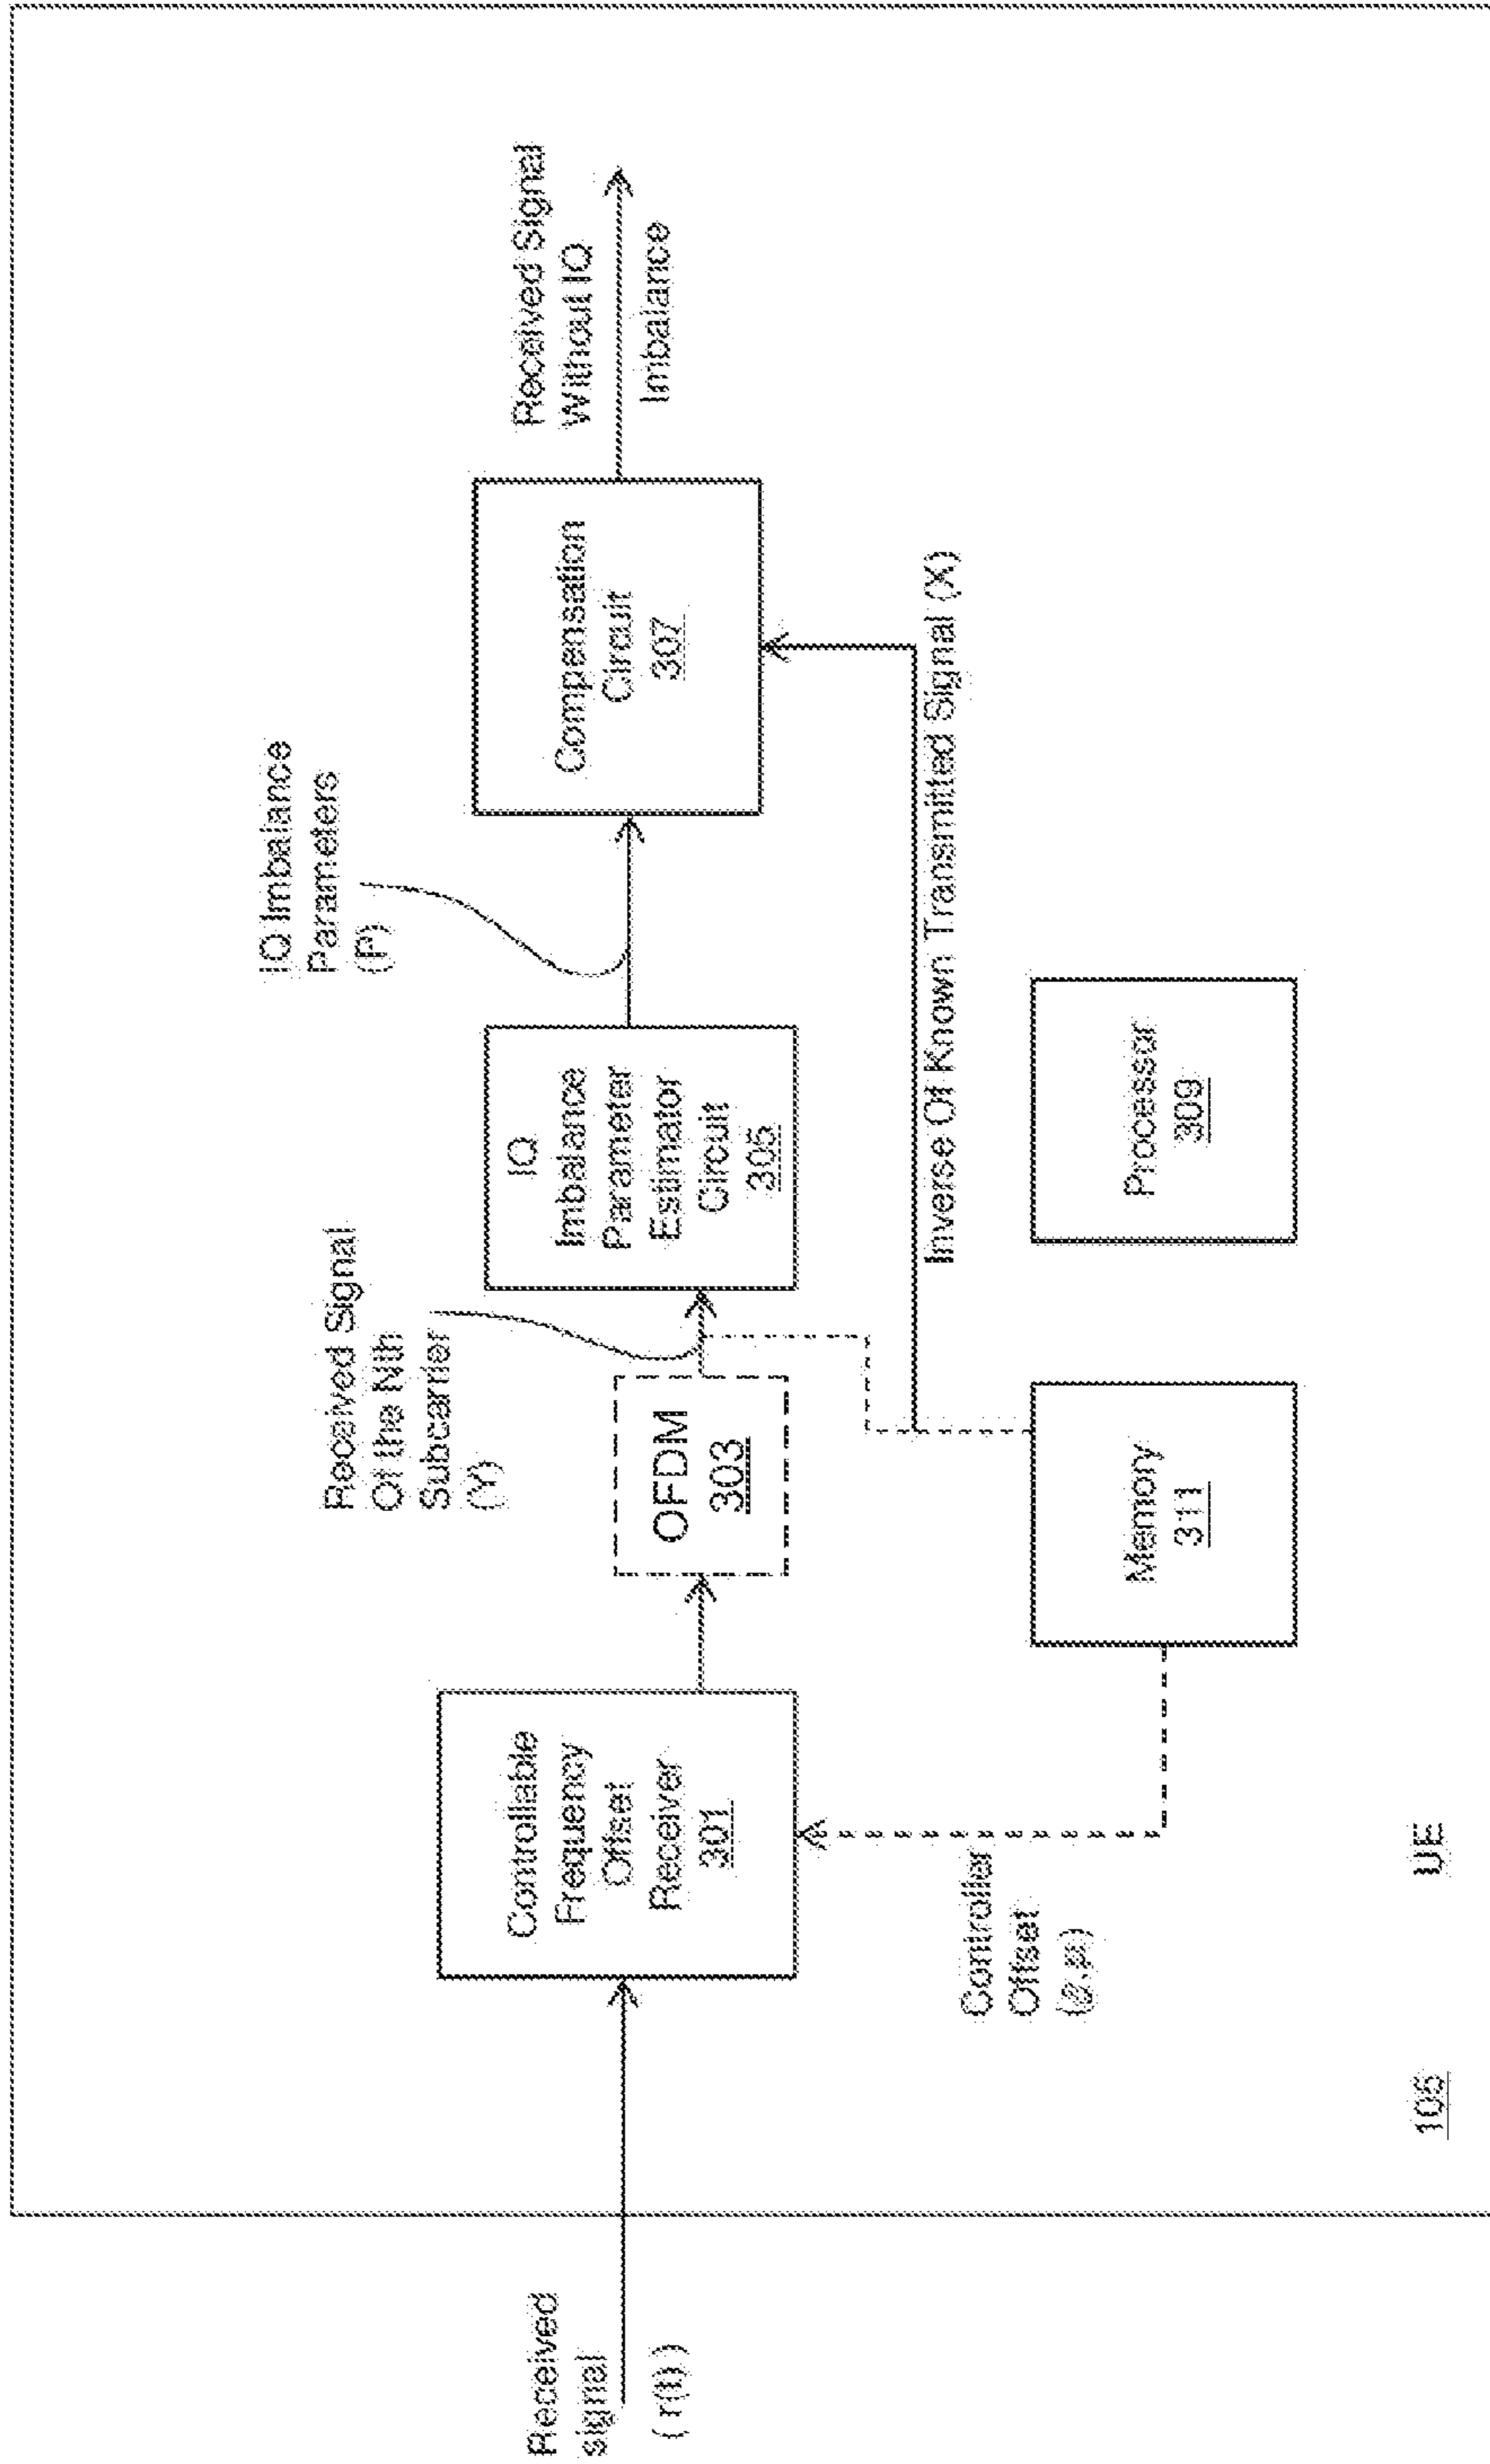 Received
signal
( r(t) )
Controllable
Frequency
Offset
Receiver
301
Controller
Offset
OFDM
303
Received Signal
Of the Nth
Subcarrier
(Y)
IQ
Imbalance
Parameter
Estimator
Circuit
305
IQ Imbalance
Parameters
(P)
Compensation
Circuit
307
Received Signal
Without IQ
Imbalance
Inverse Of Known Transmitted Signal (X)
Memory
311
Processor
309
105
UE